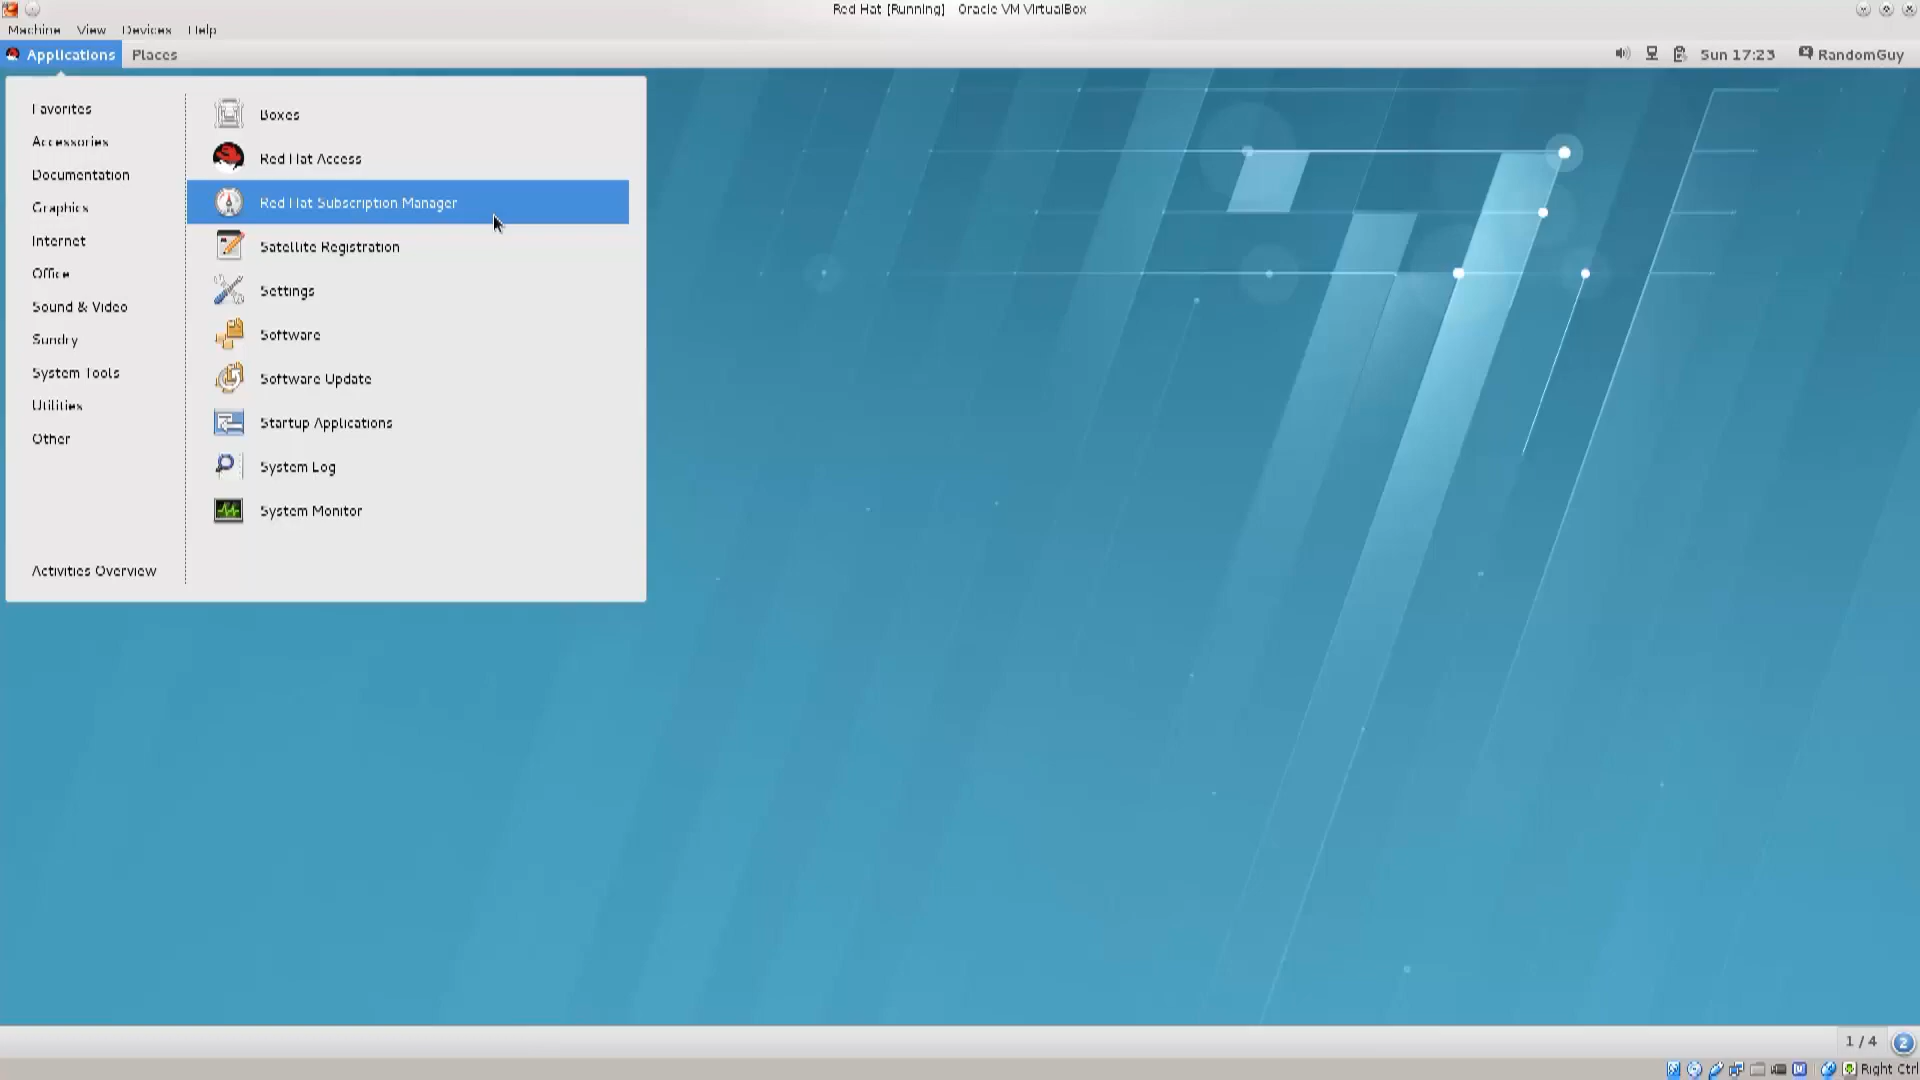 Red Hat [Running] Oracle VM VirtualBox
Machine View Devices Help
Applications Places
Sun 17:23 RandomGuy
Favorites
Accessories
Documentation
Graphics
Internet
Office
Sound & Video
Sundry
System Tools
Utilities
Other
Activities Overview
Boxes
Red Hat Access
Red Hat Subscription Manager
Satellite Registration
Settings
Software
Software Update
Startup Applications
System Log
System Monitor
1 / 4 2
Right Ctrl